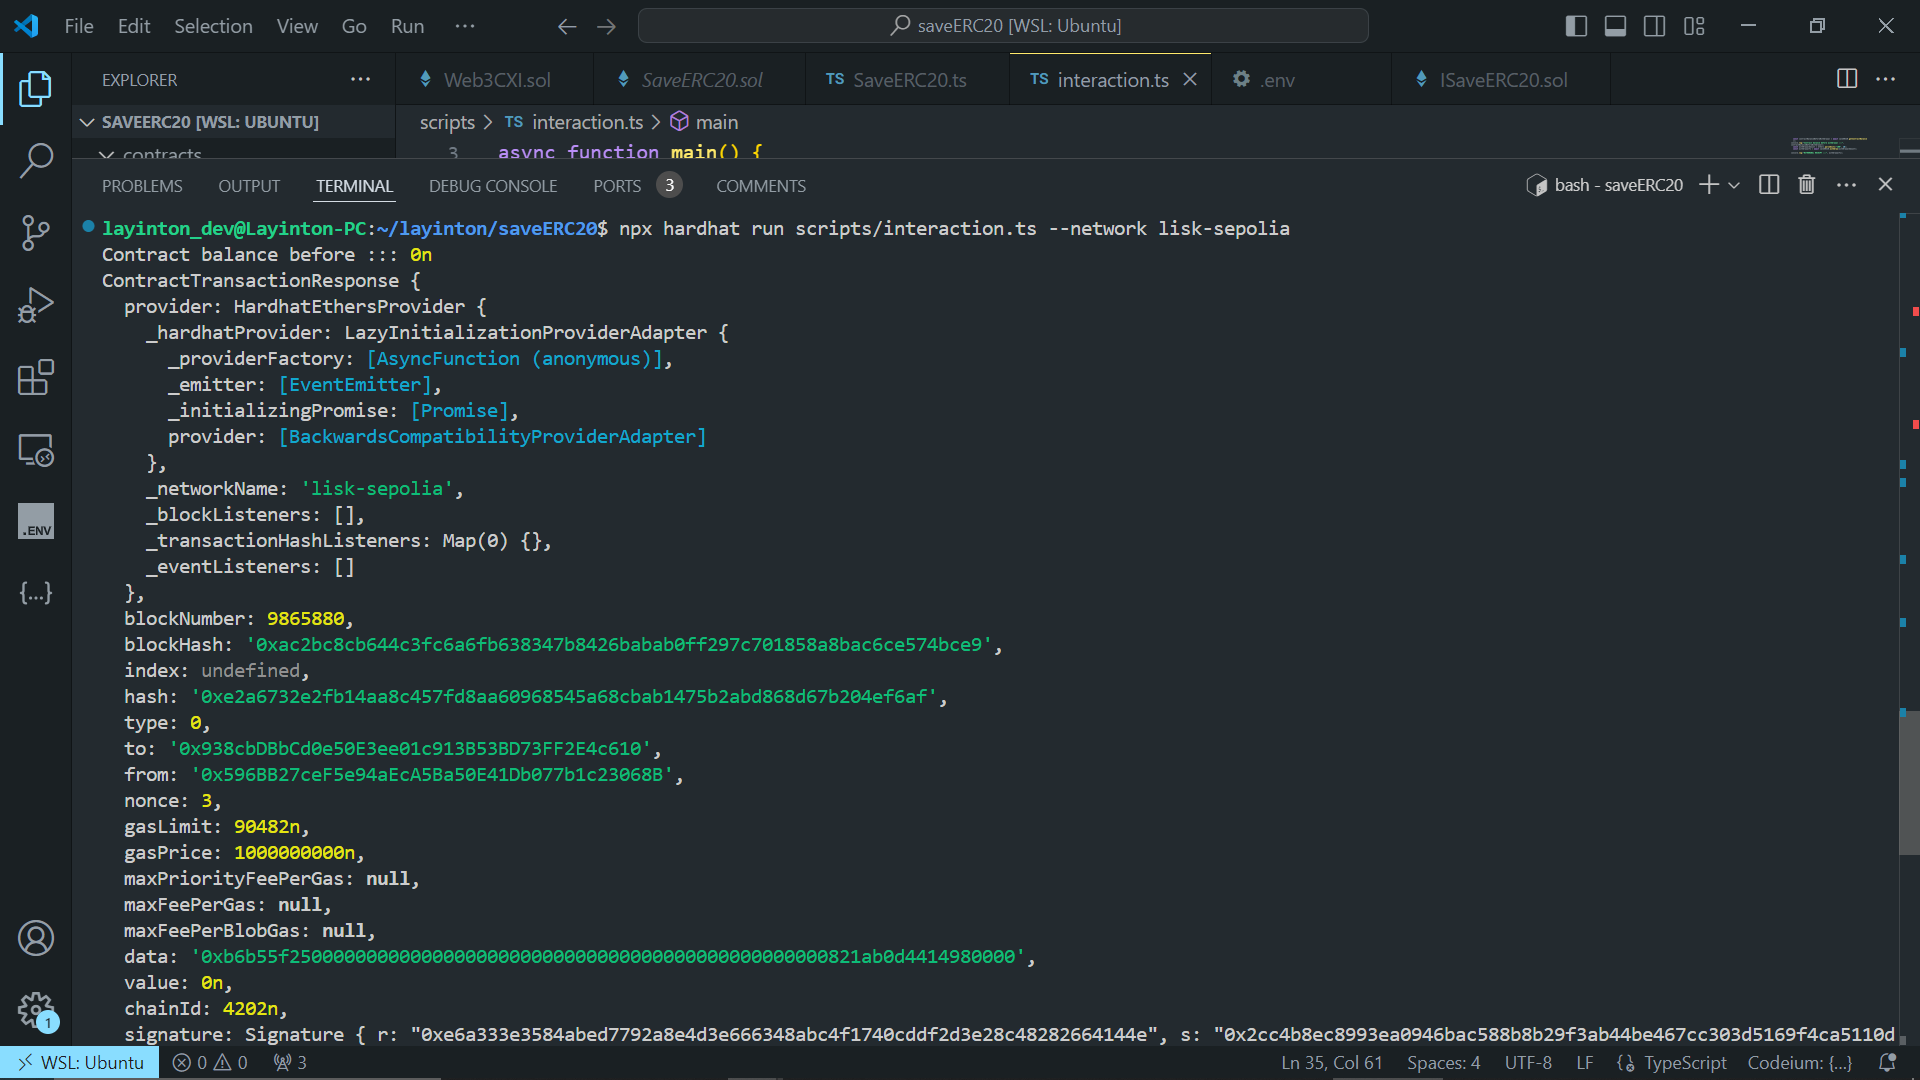 File Edit Selection View Go Run ··· saveERC20 [WSL: Ubuntu]
EXPLORER Web3CXI.sol SaveERC20.sol TS SaveERC20.ts TS interaction.ts .env ISaveERC20.sol
SAVEERC20 [WSL: UBUNTU] scripts > TS interaction.ts > main
contracts 3 async function main() {
PROBLEMS OUTPUT TERMINAL DEBUG CONSOLE PORTS 3 COMMENTS bash - saveERC20
layinton_dev@Layinton-PC:~/layinton/saveERC20$ npx hardhat run scripts/interaction.ts --network lisk-sepolia
Contract balance before ::: 0n
ContractTransactionResponse {
provider: HardhatEthersProvider {
_hardhatProvider: LazyInitializationProviderAdapter {
_providerFactory: [AsyncFunction (anonymous)],
_emitter: [EventEmitter],
_initializingPromise: [Promise],
provider: [BackwardsCompatibilityProviderAdapter]
},
_networkName: 'lisk-sepolia',
_blockListeners: [],
_transactionHashListeners: Map(0) {},
_eventListeners: []
},
blockNumber: 9865880,
blockHash: '0xac2bc8cb644c3fc6a6fb638347b8426babab0ff297c701858a8bac6ce574bce9',
index: undefined,
hash: '0xe2a6732e2fb14aa8c457fd8aa60968545a68cbab1475b2abd868d67b204ef6af',
type: 0,
to: '0x938cbDBbCd0e50E3ee01c913B53BD73FF2E4c610',
from: '0x596BB27ceF5e94aEcA5Ba50E41Db077b1c23068B',
nonce: 3,
gasLimit: 90482n,
gasPrice: 1000000000n,
maxPriorityFeePerGas: null,
maxFeePerGas: null,
maxFeePerBlobGas: null,
data: '0xb6b55f25000000000000000000000000000000000000000000000000821ab0d4414980000',
value: 0n,
chainId: 4202n,
signature: Signature { r: "0xe6a333e3584abed7792a8e4d3e666348abc4f1740cddf2d3e28c48282664144e", s: "0x2cc4b8ec8993ea0946bac588b8b29f3ab44be467cc303d5169f4ca5110d
.ENV
1
WSL: Ubuntu 0 0 3 Ln 35, Col 61 Spaces: 4 UTF-8 LF TypeScript Codeium: {...}